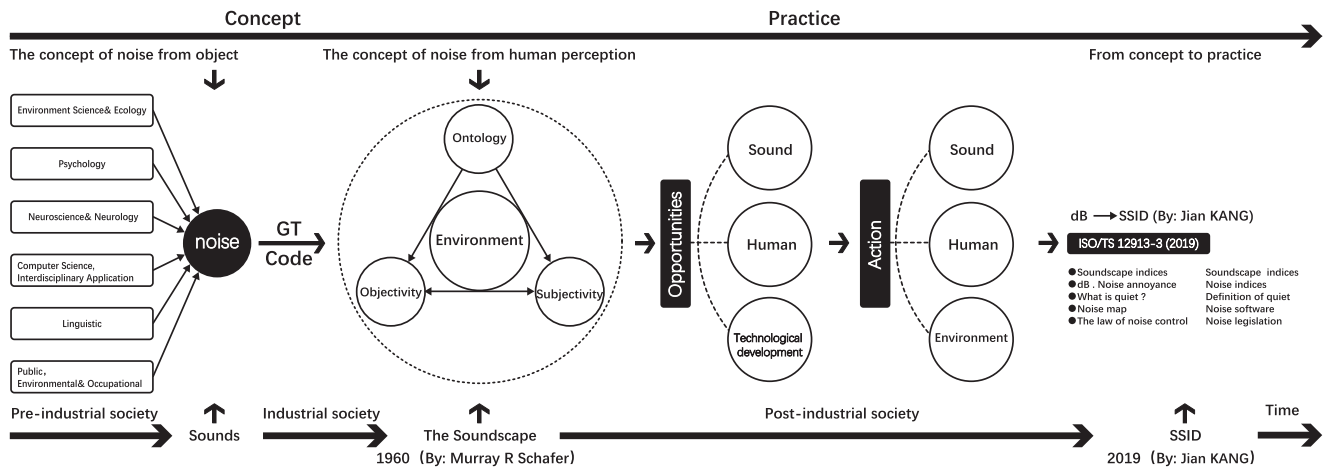 Concept
Practice
The concept of noise from object
The concept of noise from human perception
From concept to practice
Environment Science& Ecology
Psychology
Neuroscience& Neurology
Computer Science,
Interdisciplinary Application
Linguistic
Public,
Environmental& Occupational
noise
GT
Code
Ontology
Environment
Objectivity
Subjectivity
Opportunities
Sound
Human
Technological
development
Action
Sound
Human
Environment
dB → SSID (By: Jian KANG)
ISO/TS 12913-3 (2019)
●Soundscape indices Soundscape indices
●dB . Noise annoyance Noise indices
●What is quiet ? Definition of quiet
●Noise map Noise software
●The law of noise control Noise legislation
Pre-industrial society
Sounds
Industrial society
The Soundscape
1960 (By: Murray R Schafer)
Post-industrial society
SSID
2019 (By: Jian KANG)
Time